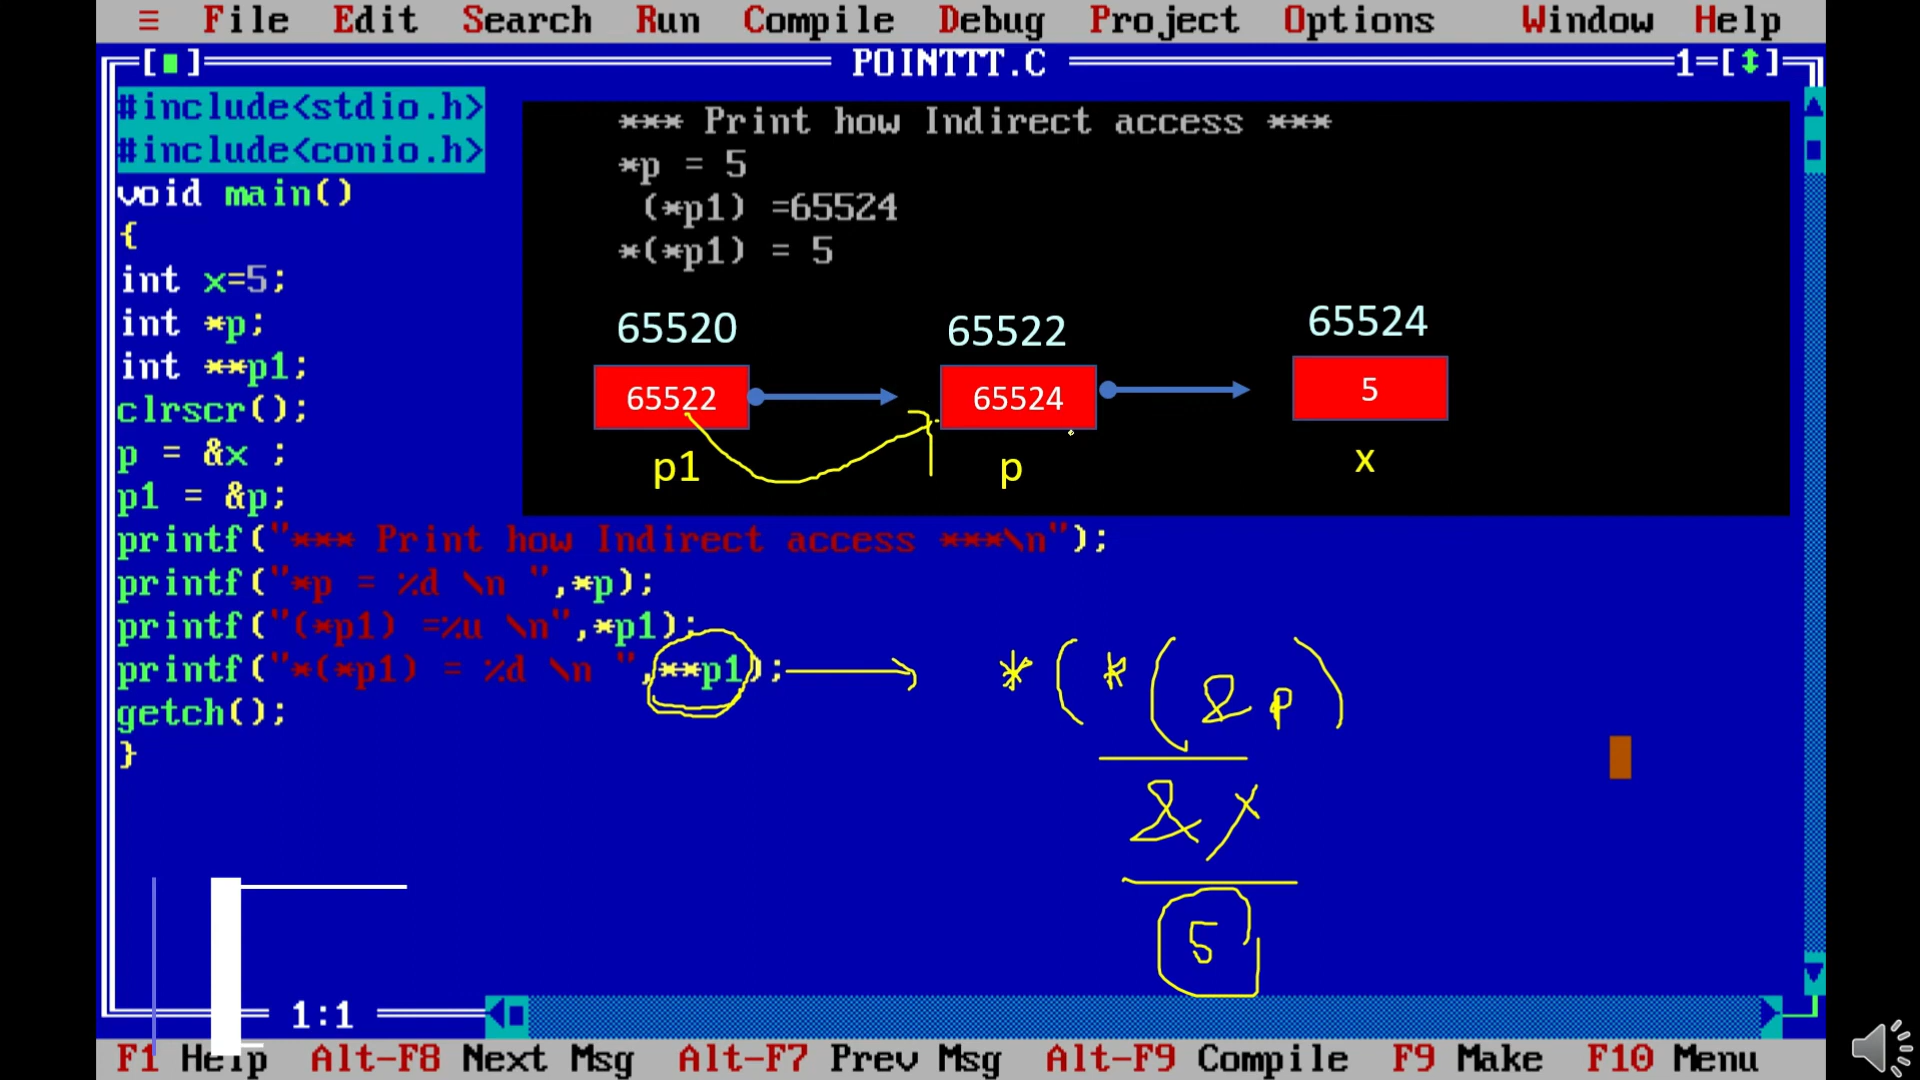 ≡ File Edit Search Run Compile Debug Project Options Window Help
[■] POINTTT.C 1=[↕]
#include<stdio.h>
#include<conio.h>
void main()
{
int x=5;
int *p;
int **p1;
clrscr();
p = &x ;
p1 = &p;
printf("*** Print how Indirect access ***\n");
printf("*p = %d \n ",*p);
printf("(*p1) =%u \n",*p1);
printf("*(*p1) = %d \n ",**p1);
getch();
}
*** Print how Indirect access ***
*p = 5
(*p1) =65524
*(*p1) = 5
65520 65522 65524
65522 65524 5
p1 p x
* ( * ( & p )
& x
5
1:1
F1 Help Alt-F8 Next Msg Alt-F7 Prev Msg Alt-F9 Compile F9 Make F10 Menu